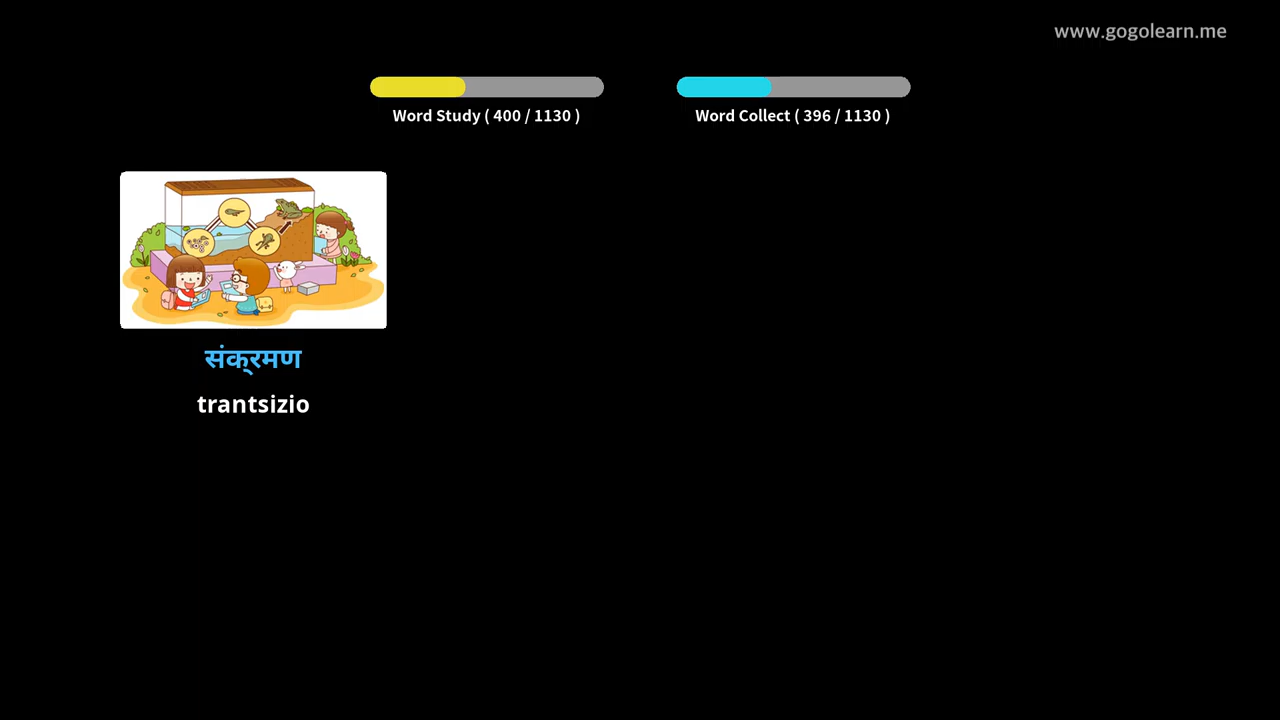 www.gogolearn.me
Word Study ( 400 / 1130 )
Word Collect ( 396 / 1130 )
संक्रमण
trantsizio